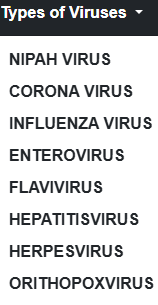 Types of Viruses
NIPAH VIRUS
CORONA VIRUS
INFLUENZA VIRUS
ENTEROVIRUS
FLAVIVIRUS
HEPATITISVIRUS
HERPESVIRUS
ORITHOPOXVIRUS